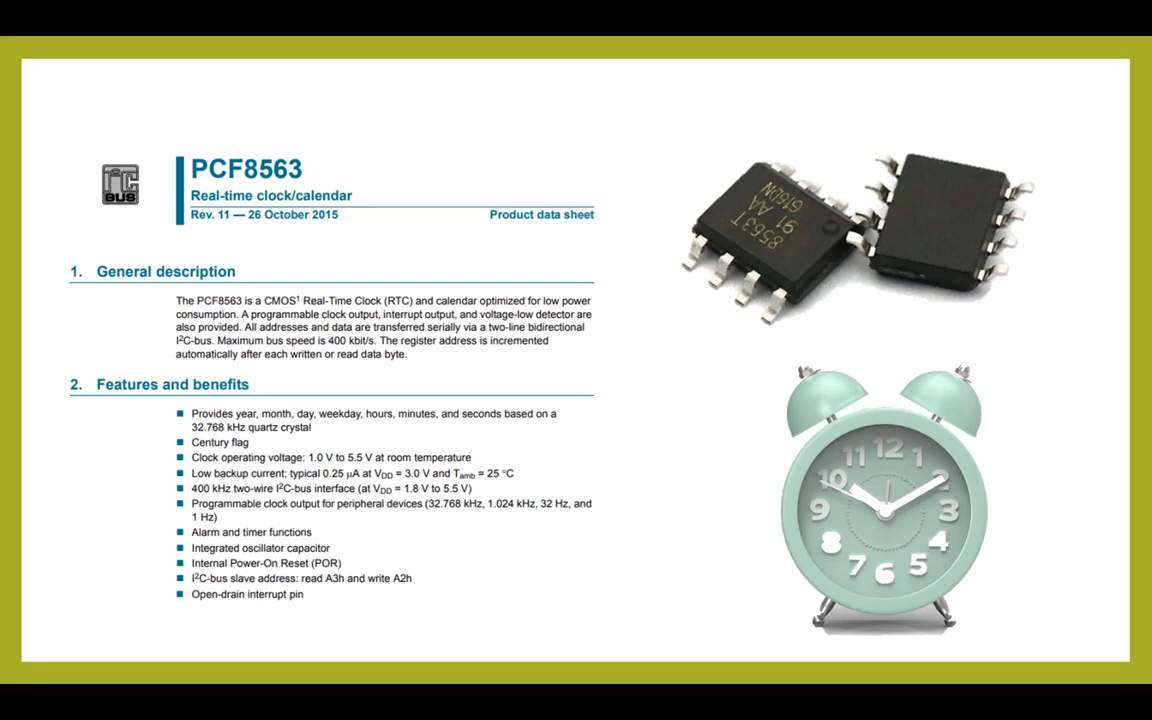 I²C
BUS
PCF8563
Real-time clock/calendar
Rev. 11 — 26 October 2015 Product data sheet
1. General description
The PCF8563 is a CMOS¹ Real-Time Clock (RTC) and calendar optimized for low power
consumption. A programmable clock output, interrupt output, and voltage-low detector are
also provided. All addresses and data are transferred serially via a two-line bidirectional
I²C-bus. Maximum bus speed is 400 kbit/s. The register address is incremented
automatically after each written or read data byte.
2. Features and benefits
■ Provides year, month, day, weekday, hours, minutes, and seconds based on a
32.768 kHz quartz crystal
■ Century flag
■ Clock operating voltage: 1.0 V to 5.5 V at room temperature
■ Low backup current; typical 0.25 μA at VDD = 3.0 V and Tamb = 25 °C
■ 400 kHz two-wire I²C-bus interface (at VDD = 1.8 V to 5.5 V)
■ Programmable clock output for peripheral devices (32.768 kHz, 1.024 kHz, 32 Hz, and
1 Hz)
■ Alarm and timer functions
■ Integrated oscillator capacitor
■ Internal Power-On Reset (POR)
■ I²C-bus slave address: read A3h and write A2h
■ Open-drain interrupt pin
8563T
91 AA
616DN
12
11 1
10 2
9 3
8 4
7 6 5